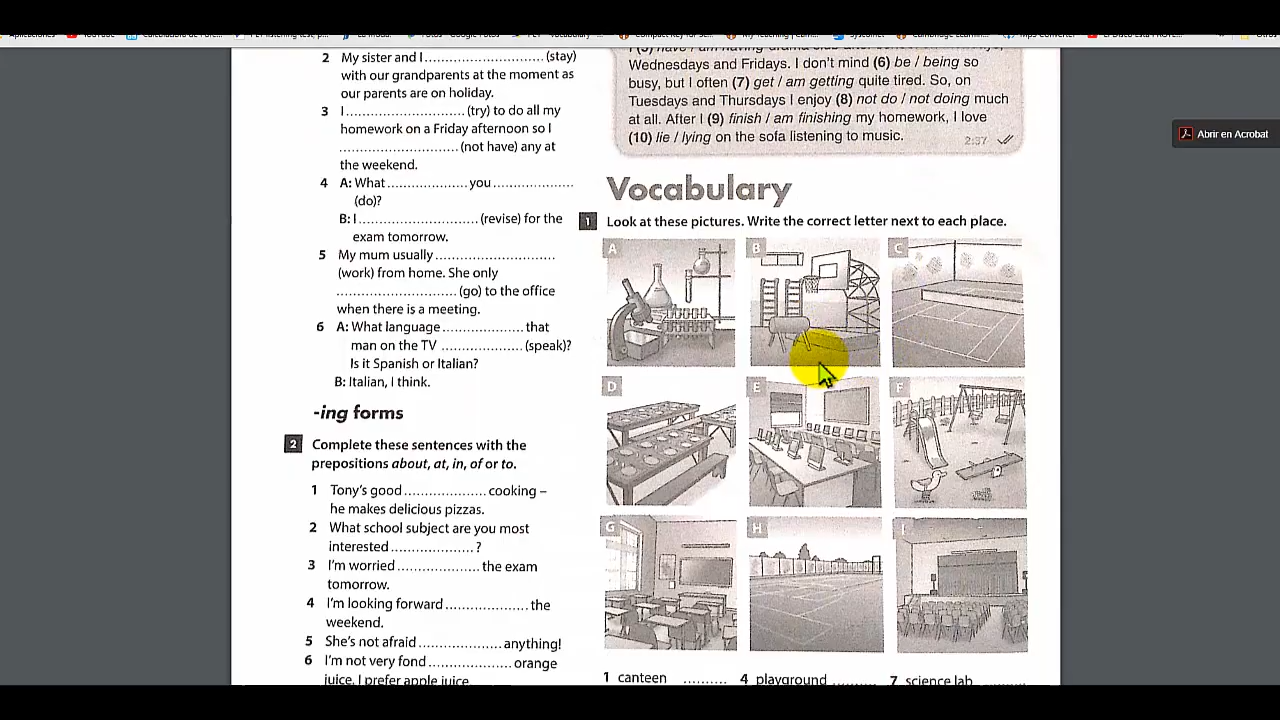 Aplicaciones
YouTube
2 My sister and I........................... (stay)
with our grandparents at the moment as
our parents are on holiday.
3 I........................... (try) to do all my
homework on a Friday afternoon so I
........................... (not have) any at
the weekend.
4 A: What...................you...................
(do)?
B: I........................... (revise) for the
exam tomorrow.
5 My mum usually...........................
(work) from home. She only
........................... (go) to the office
when there is a meeting.
6 A: What language...................that
man on the TV...................(speak)?
Is it Spanish or Italian?
B: Italian, I think.
-ing forms
2 Complete these sentences with the
prepositions about, at, in, of or to.
1 Tony's good...................cooking –
he makes delicious pizzas.
2 What school subject are you most
interested...................?
3 I'm worried...................the exam
tomorrow.
4 I'm looking forward...................the
weekend.
5 She's not afraid...................anything!
6 I'm not very fond...................orange
juice. I prefer apple juice.
Wednesdays and Fridays. I don't mind (6) be / being so
busy, but I often (7) get / am getting quite tired. So, on
Tuesdays and Thursdays I enjoy (8) not do / not doing much
at all. After I (9) finish / am finishing my homework, I love
(10) lie / lying on the sofa listening to music.
Vocabulary
1 Look at these pictures. Write the correct letter next to each place.
A B C
D E F
G H I
1 canteen .......... 4 playground .......... 7 science lab ..........
Abrir en Acrobat